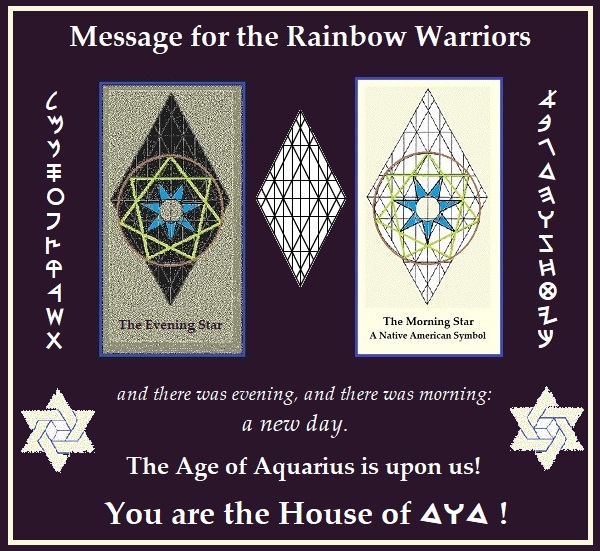 Message for the Rainbow Warriors
𐤋
𐤌
𐤍
𐤎
𐤏
𐤐
𐤑
𐤒
𐤓
𐤔
𐤕
The Evening Star
The Morning Star
A Native American Symbol
𐤀
𐤁
𐤂
𐤃
𐤄
𐤅
𐤆
𐤇
𐤈
𐤉
𐤊
and there was evening, and there was morning:
a new day.
The Age of Aquarius is upon us!
You are the House of 𐤃𐤅𐤃 !